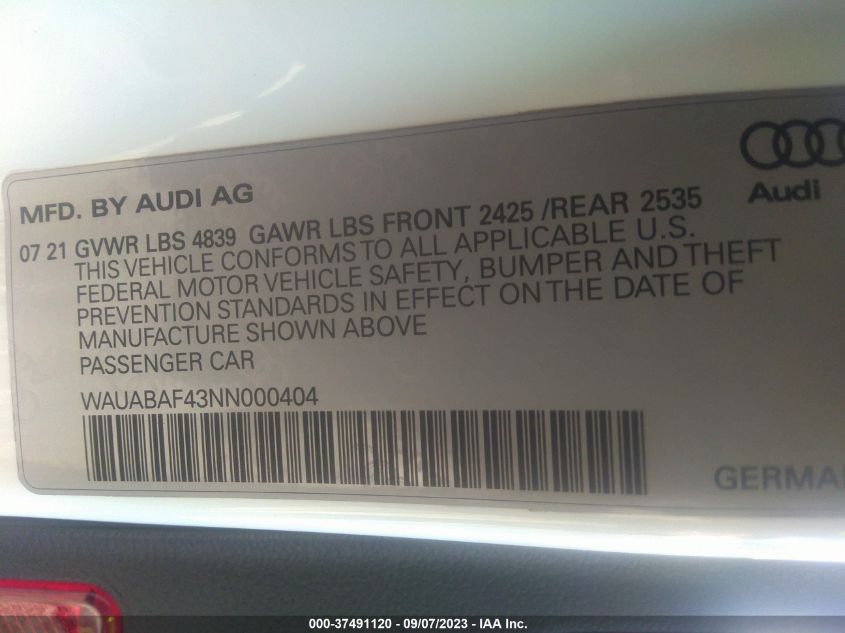 MFD. BY AUDI AG
Audi
07 21 GVWR LBS 4839 GAWR LBS FRONT 2425 /REAR 2535
THIS VEHICLE CONFORMS TO ALL APPLICABLE U.S.
FEDERAL MOTOR VEHICLE SAFETY, BUMPER AND THEFT
PREVENTION STANDARDS IN EFFECT ON THE DATE OF
MANUFACTURE SHOWN ABOVE
PASSENGER CAR
WAUABAF43NN000404
GERMA
000-37491120 - 09/07/2023 - IAA Inc.